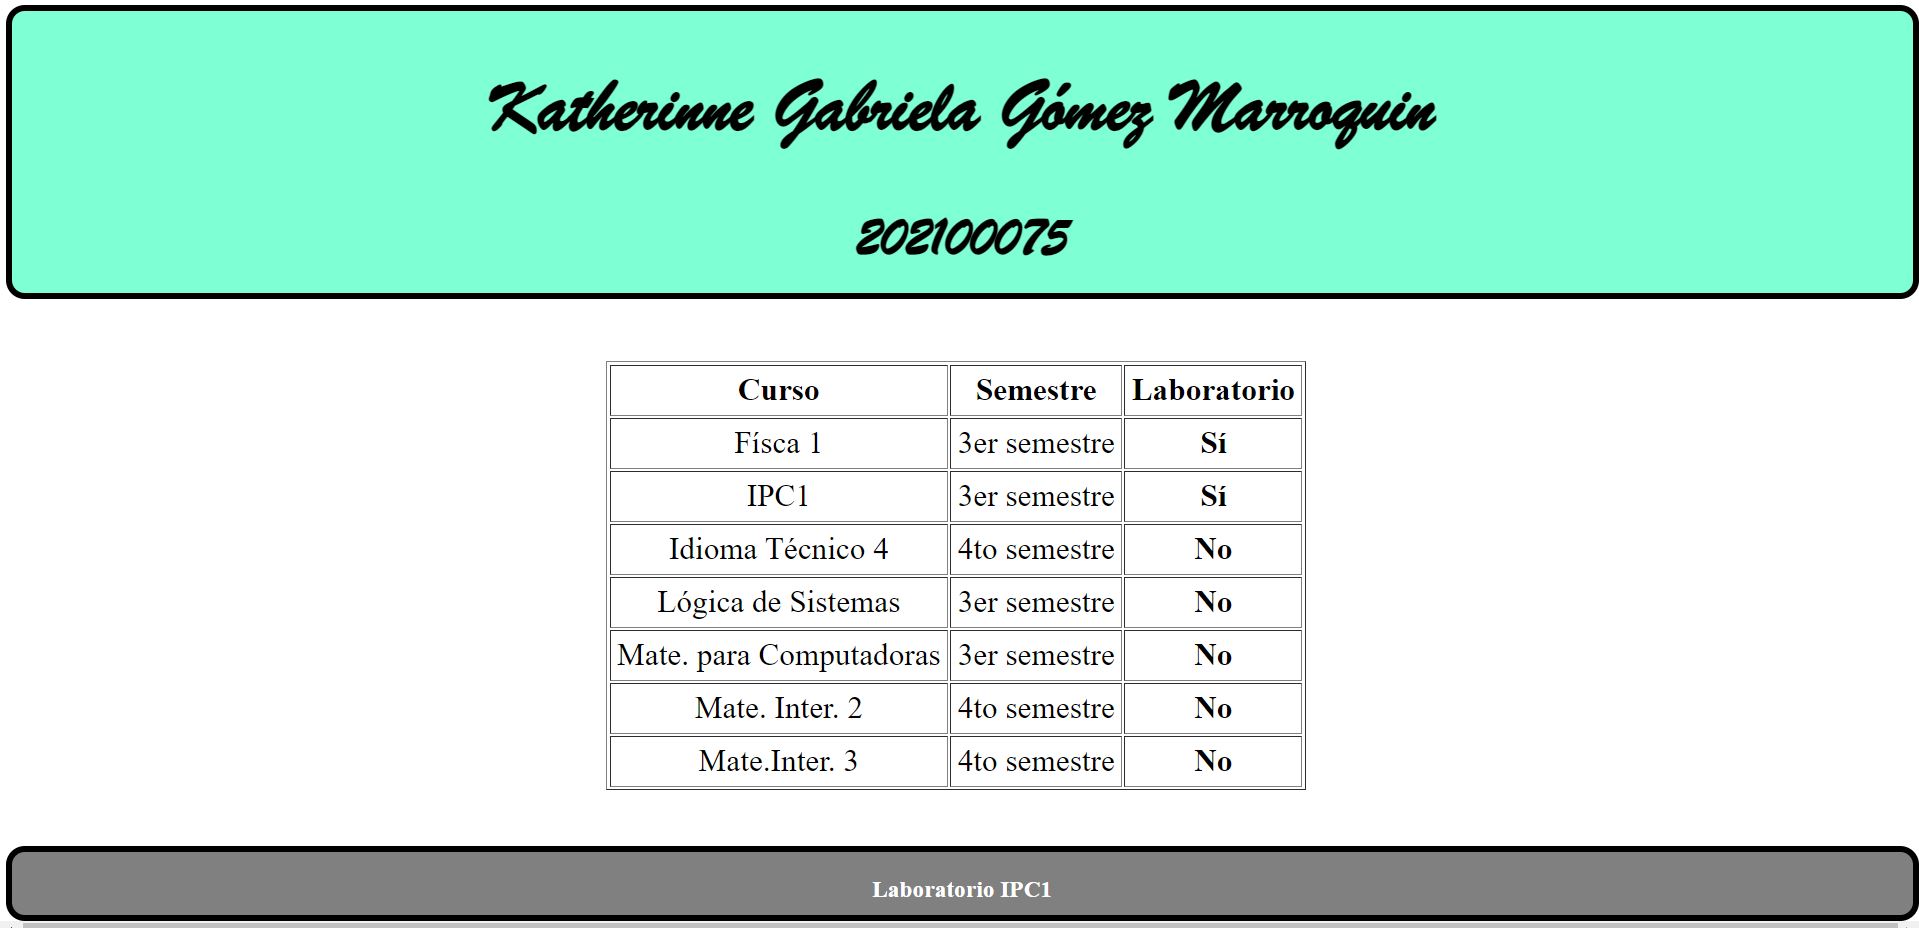 Katherinne Gabriela Gómez Marroquin
202100075
Curso Semestre Laboratorio
Físca 1 3er semestre Sí
IPC1 3er semestre Sí
Idioma Técnico 4 4to semestre No
Lógica de Sistemas 3er semestre No
Mate. para Computadoras 3er semestre No
Mate. Inter. 2 4to semestre No
Mate.Inter. 3 4to semestre No
Laboratorio IPC1